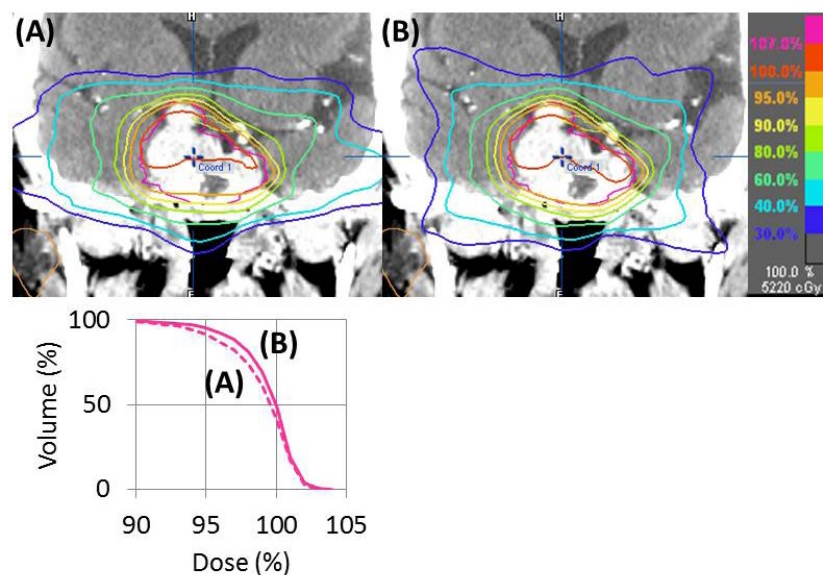 (A)
H
Coord 1
F
(B)
H
Coord 1
F
107.0%
100.0%
95.0%
90.0%
80.0%
60.0%
40.0%
30.0%
100.0 %
5220 cGy
100
50
0
Volume (%)
(B)
(A)
90 95 100 105
Dose (%)